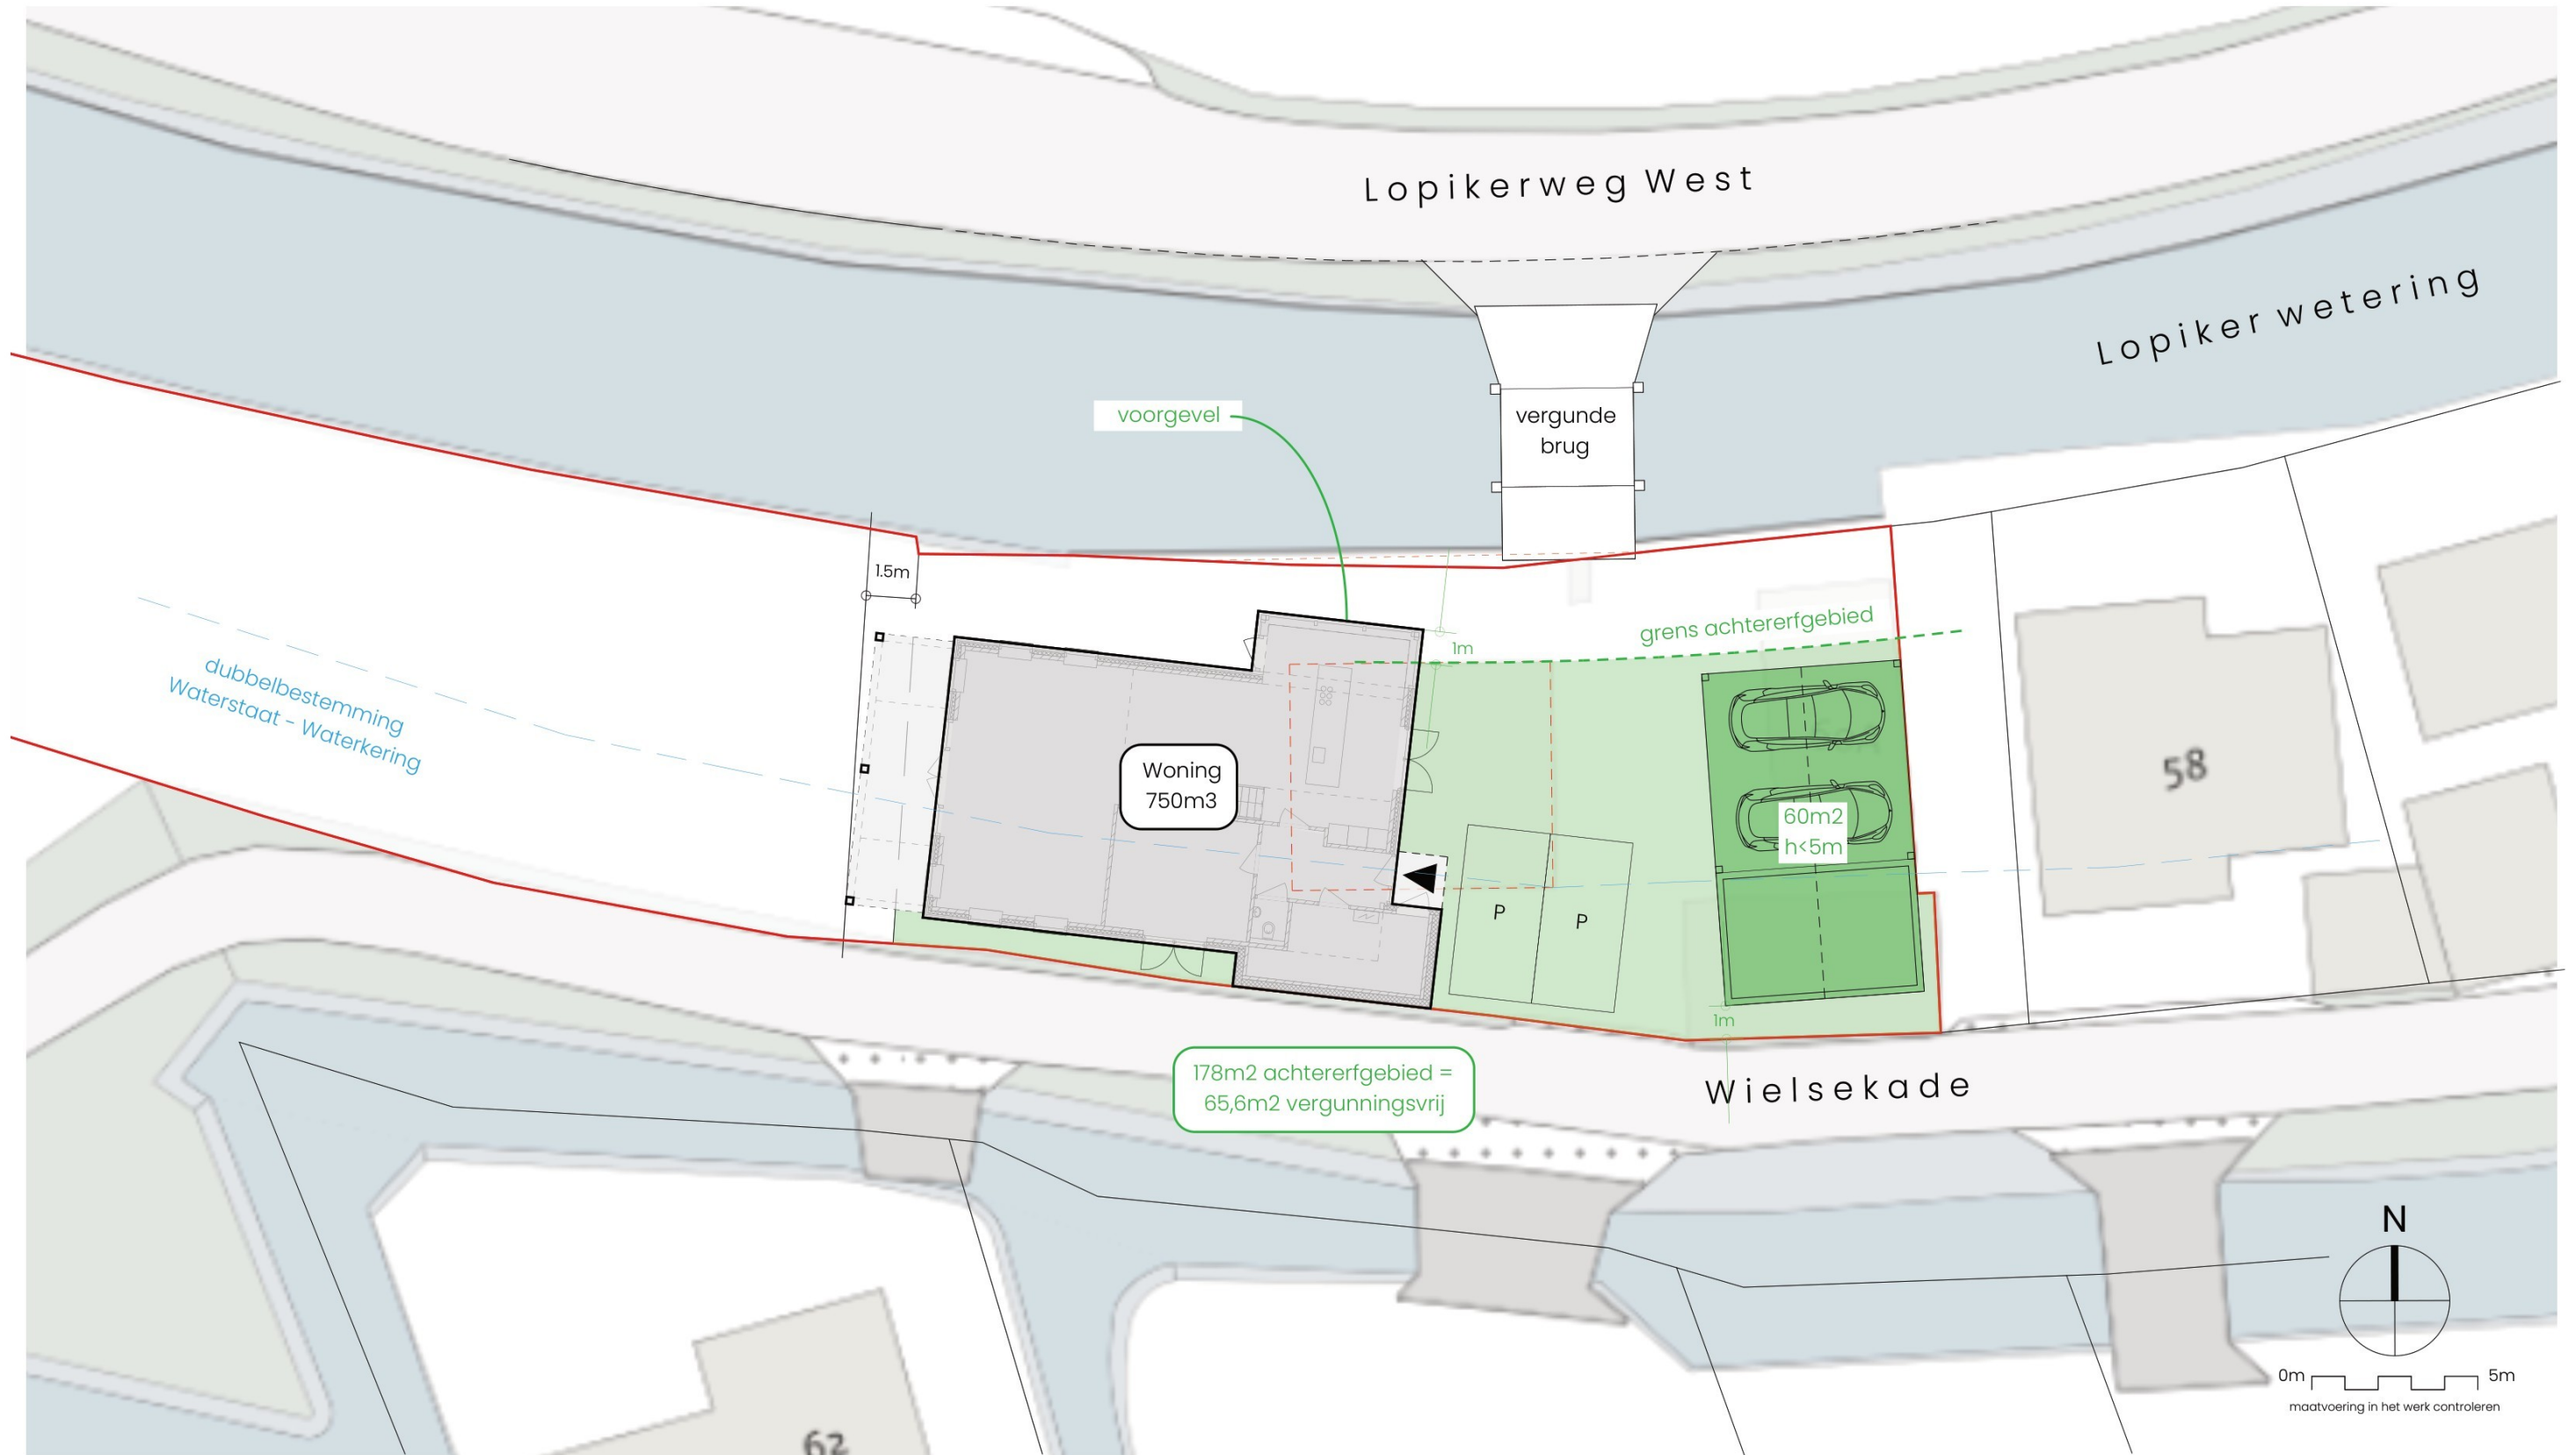 Lopikerweg West
Lopiker wetering
voorgevel
vergunde
brug
1.5m
grens achtererfgebied
1m
dubbelbestemming
Waterstaat - Waterkering
Woning
750m3
58
60m2
h<5m
P
P
1m
178m2 achtererfgebied =
65,6m2 vergunningsvrij
Wielsekade
N
0m
5m
maatvoering in het werk controleren
62